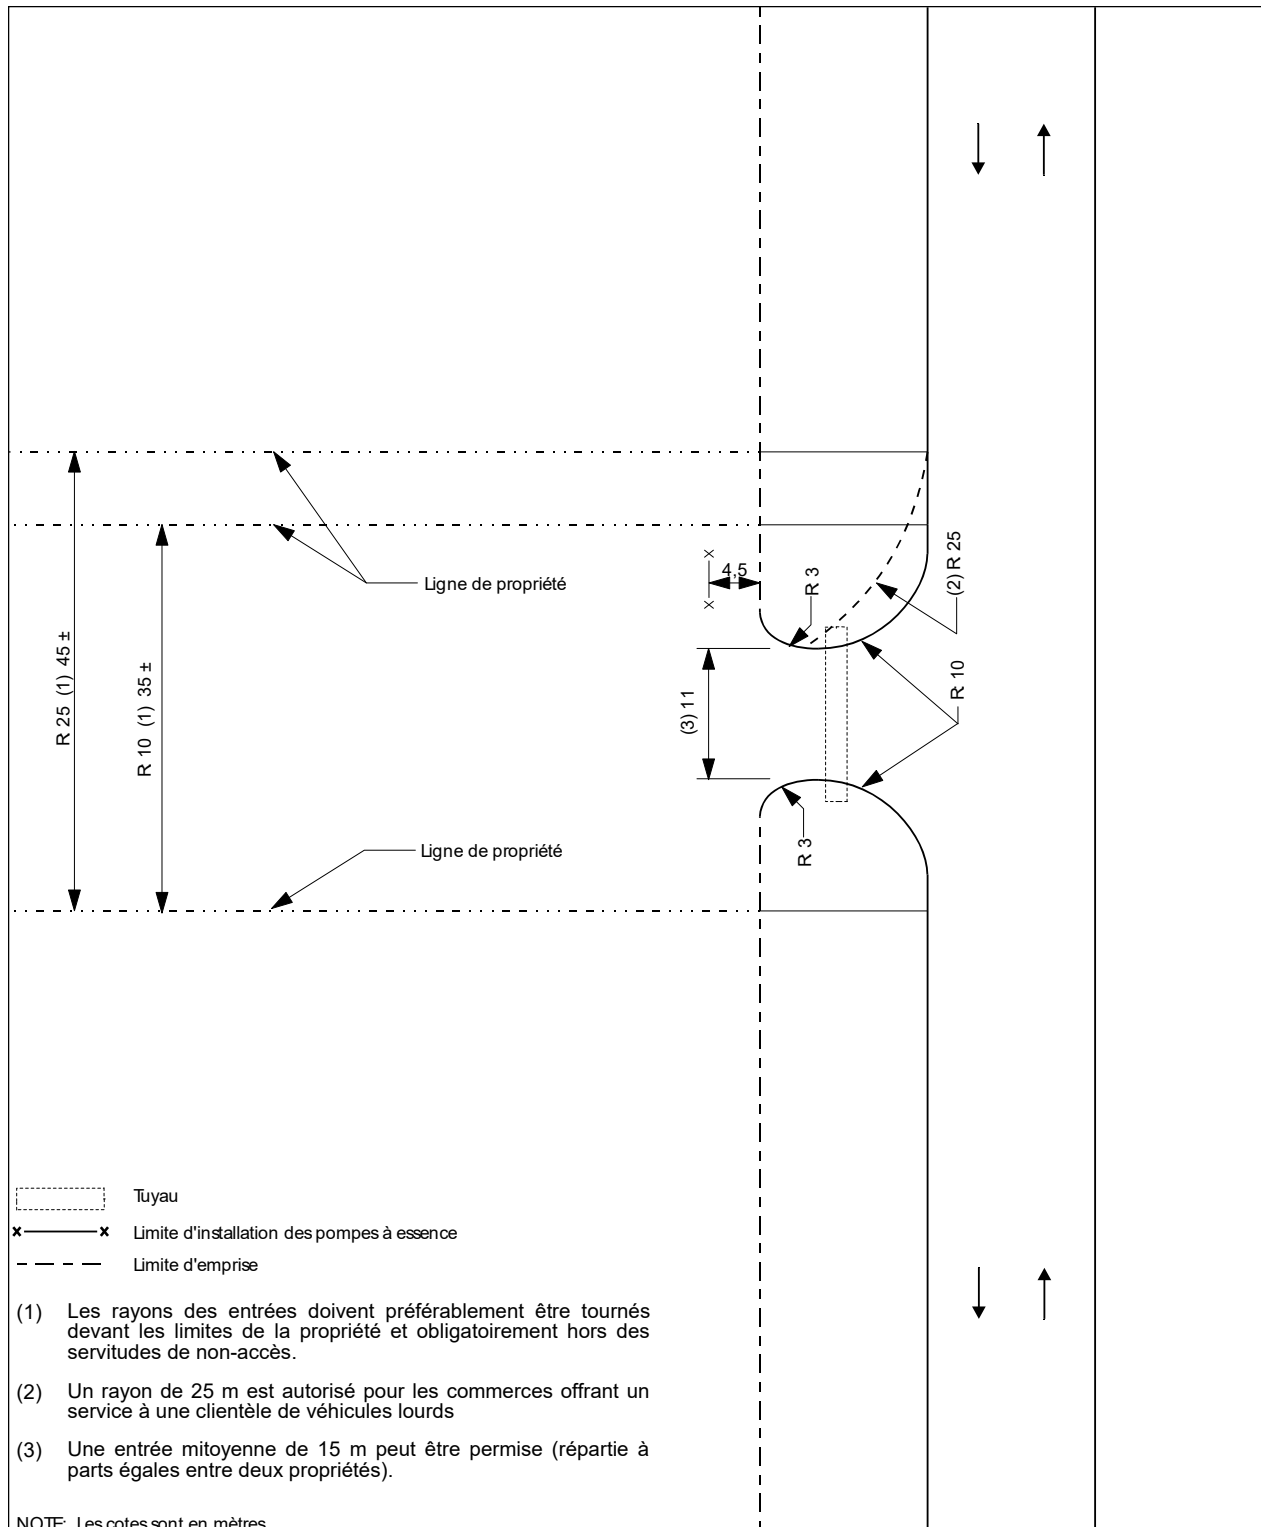 Ligne de propriété
4,5
R 3
(2) R 25
R 25 (1) 45 ±
R 10 (1) 35 ±
(3) 11
R 10
R 3
Ligne de propriété
Tuyau
x x Limite d'installation des pompes à essence
Limite d'emprise
(1) Les rayons des entrées doivent préférablement être tournés
devant les limites de la propriété et obligatoirement hors des
servitudes de non-accès.
(2) Un rayon de 25 m est autorisé pour les commerces offrant un
service à une clientèle de véhicules lourds
(3) Une entrée mitoyenne de 15 m peut être permise (répartie à
parts égales entre deux propriétés).
NOTE: Les cotes sont en mètres